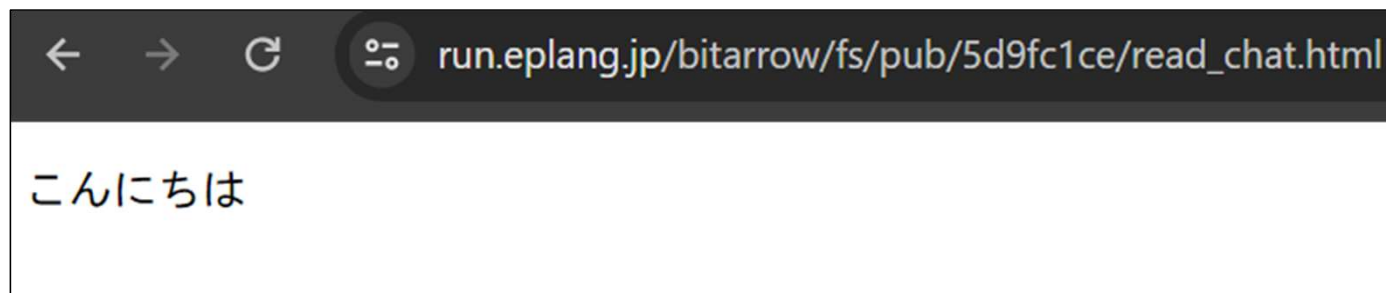 run.eplang.jp/bitarrow/fs/pub/5d9fc1ce/read_chat.html
こんにちは